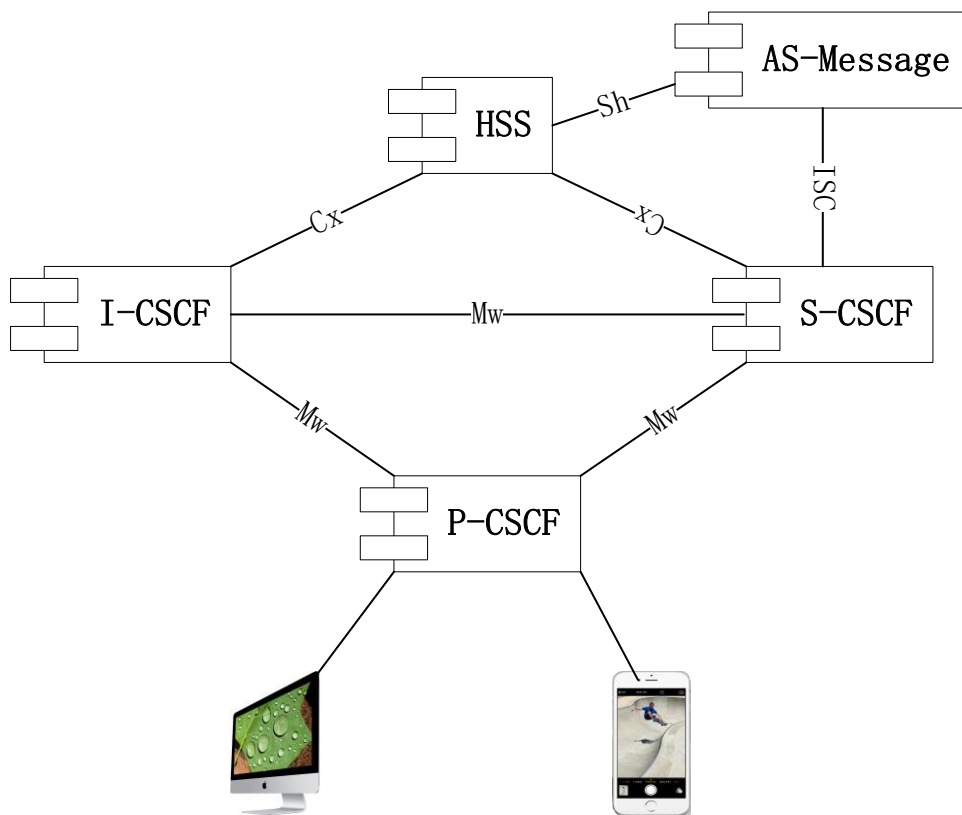 AS-Message
HSS
Sh
ISC
Cx
Cx
I-CSCF
Mw
S-CSCF
Mw
Mw
P-CSCF